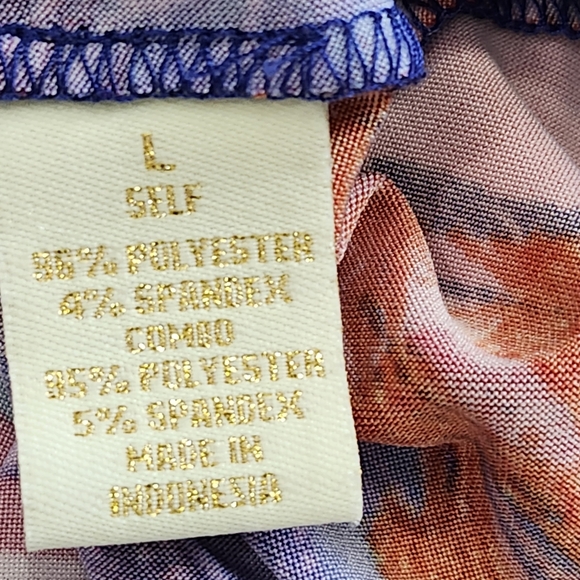 L
SELF
96% POLYESTER
4% SPANDEX
COMBO
95% POLYESTER
5% SPANDEX
MADE IN
INDONESIA